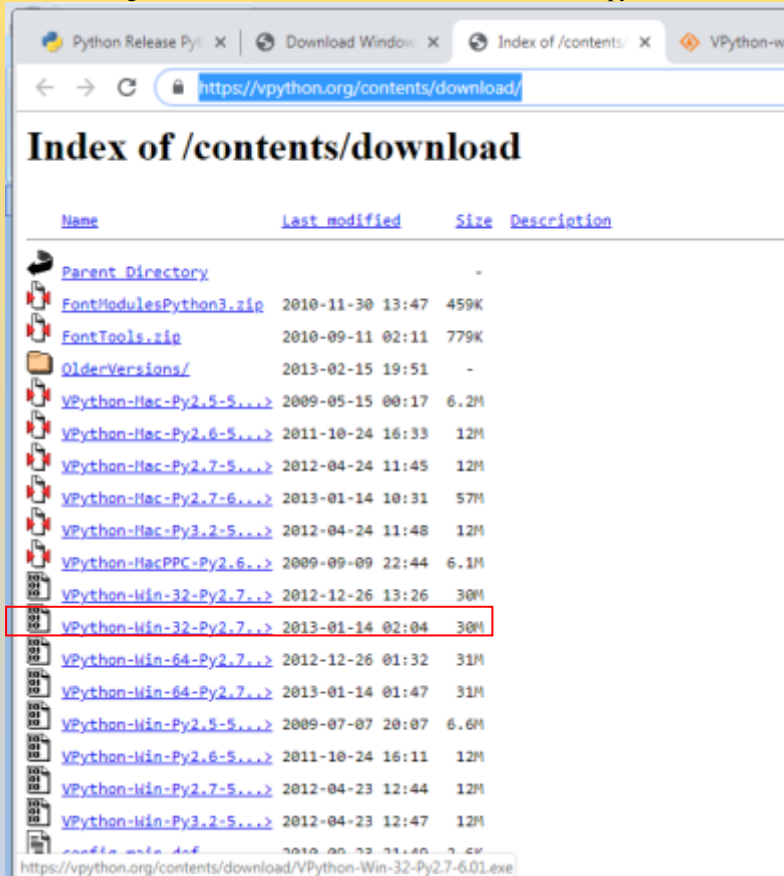 Python Release Pyt
Download Window
Index of /contents/
VPython-w
https://vpython.org/contents/download/
Index of /contents/download
Name Last modified Size Description
Parent Directory -
FontModulesPython3.zip 2010-11-30 13:47 459K
FontTools.zip 2010-09-11 02:11 779K
OlderVersions/ 2013-02-15 19:51 -
VPython-Mac-Py2.5-5...> 2009-05-15 00:17 6.2M
VPython-Mac-Py2.6-5...> 2011-10-24 16:33 12M
VPython-Mac-Py2.7-5...> 2012-04-24 11:45 12M
VPython-Mac-Py2.7-6...> 2013-01-14 10:31 57M
VPython-Mac-Py3.2-5...> 2012-04-24 11:48 12M
VPython-MacPPC-Py2.6..> 2009-09-09 22:44 6.1M
VPython-Win-32-Py2.7..> 2012-12-26 13:26 30M
VPython-Win-32-Py2.7..> 2013-01-14 02:04 30M
VPython-Win-64-Py2.7..> 2012-12-26 01:32 31M
VPython-Win-64-Py2.7..> 2013-01-14 01:47 31M
VPython-Win-Py2.5-5...> 2009-07-07 20:07 6.6M
VPython-Win-Py2.6-5...> 2011-10-24 16:11 12M
VPython-Win-Py2.7-5...> 2012-04-23 12:44 12M
VPython-Win-Py3.2-5...> 2012-04-23 12:47 12M
https://vpython.org/contents/download/VPython-Win-32-Py2.7-6.01.exe